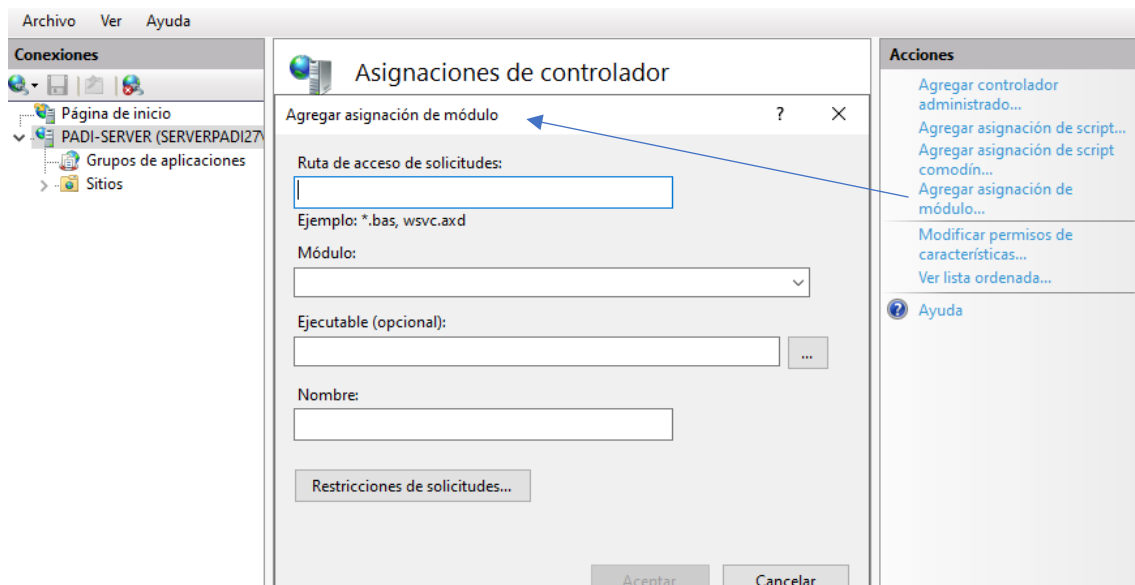 Archivo Ver Ayuda
Conexiones
Página de inicio
PADI-SERVER (SERVERPADI27
Grupos de aplicaciones
Sitios
Asignaciones de controlador
Agregar asignación de módulo
Ruta de acceso de solicitudes:
Ejemplo: *.bas, wsvc.axd
Módulo:
Ejecutable (opcional):
...
Nombre:
Restricciones de solicitudes...
Aceptar Cancelar
Acciones
Agregar controlador
administrado...
Agregar asignación de script...
Agregar asignación de script
comodín...
Agregar asignación de
módulo...
Modificar permisos de
características...
Ver lista ordenada...
Ayuda